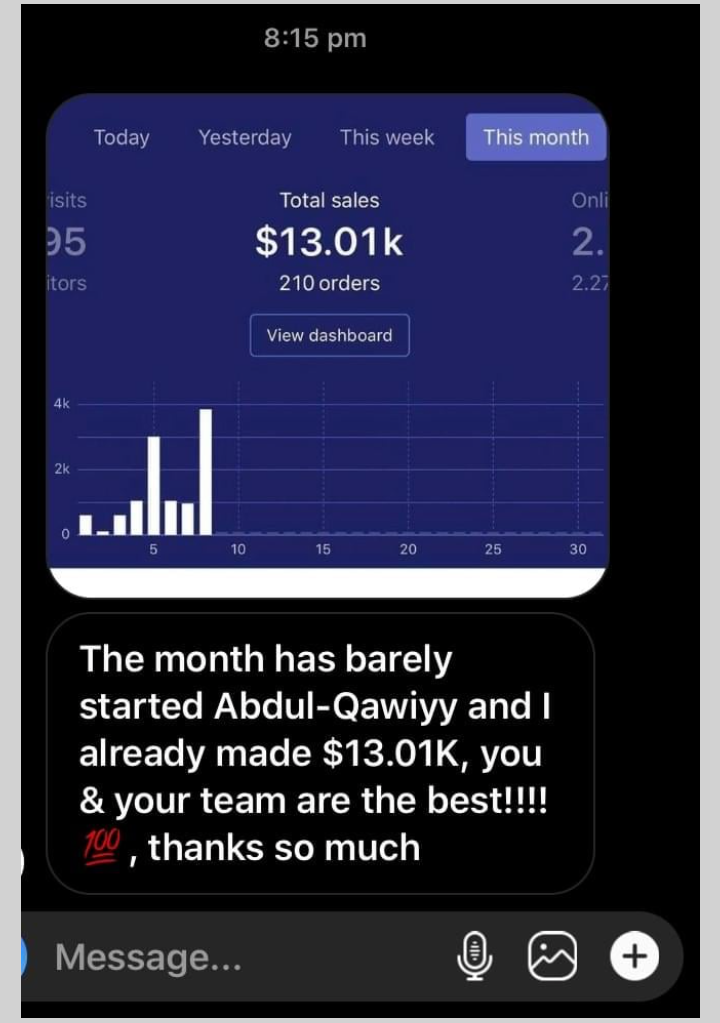 8:15 pm
Today Yesterday This week This month
isits Total sales Onli
95 $13.01k 2.
itors 210 orders 2.27
View dashboard
4k
2k
0
5 10 15 20 25 30
The month has barely
started Abdul-Qawiyy and I
already made $13.01K, you
& your team are the best!!!!
💯 , thanks so much
Message...